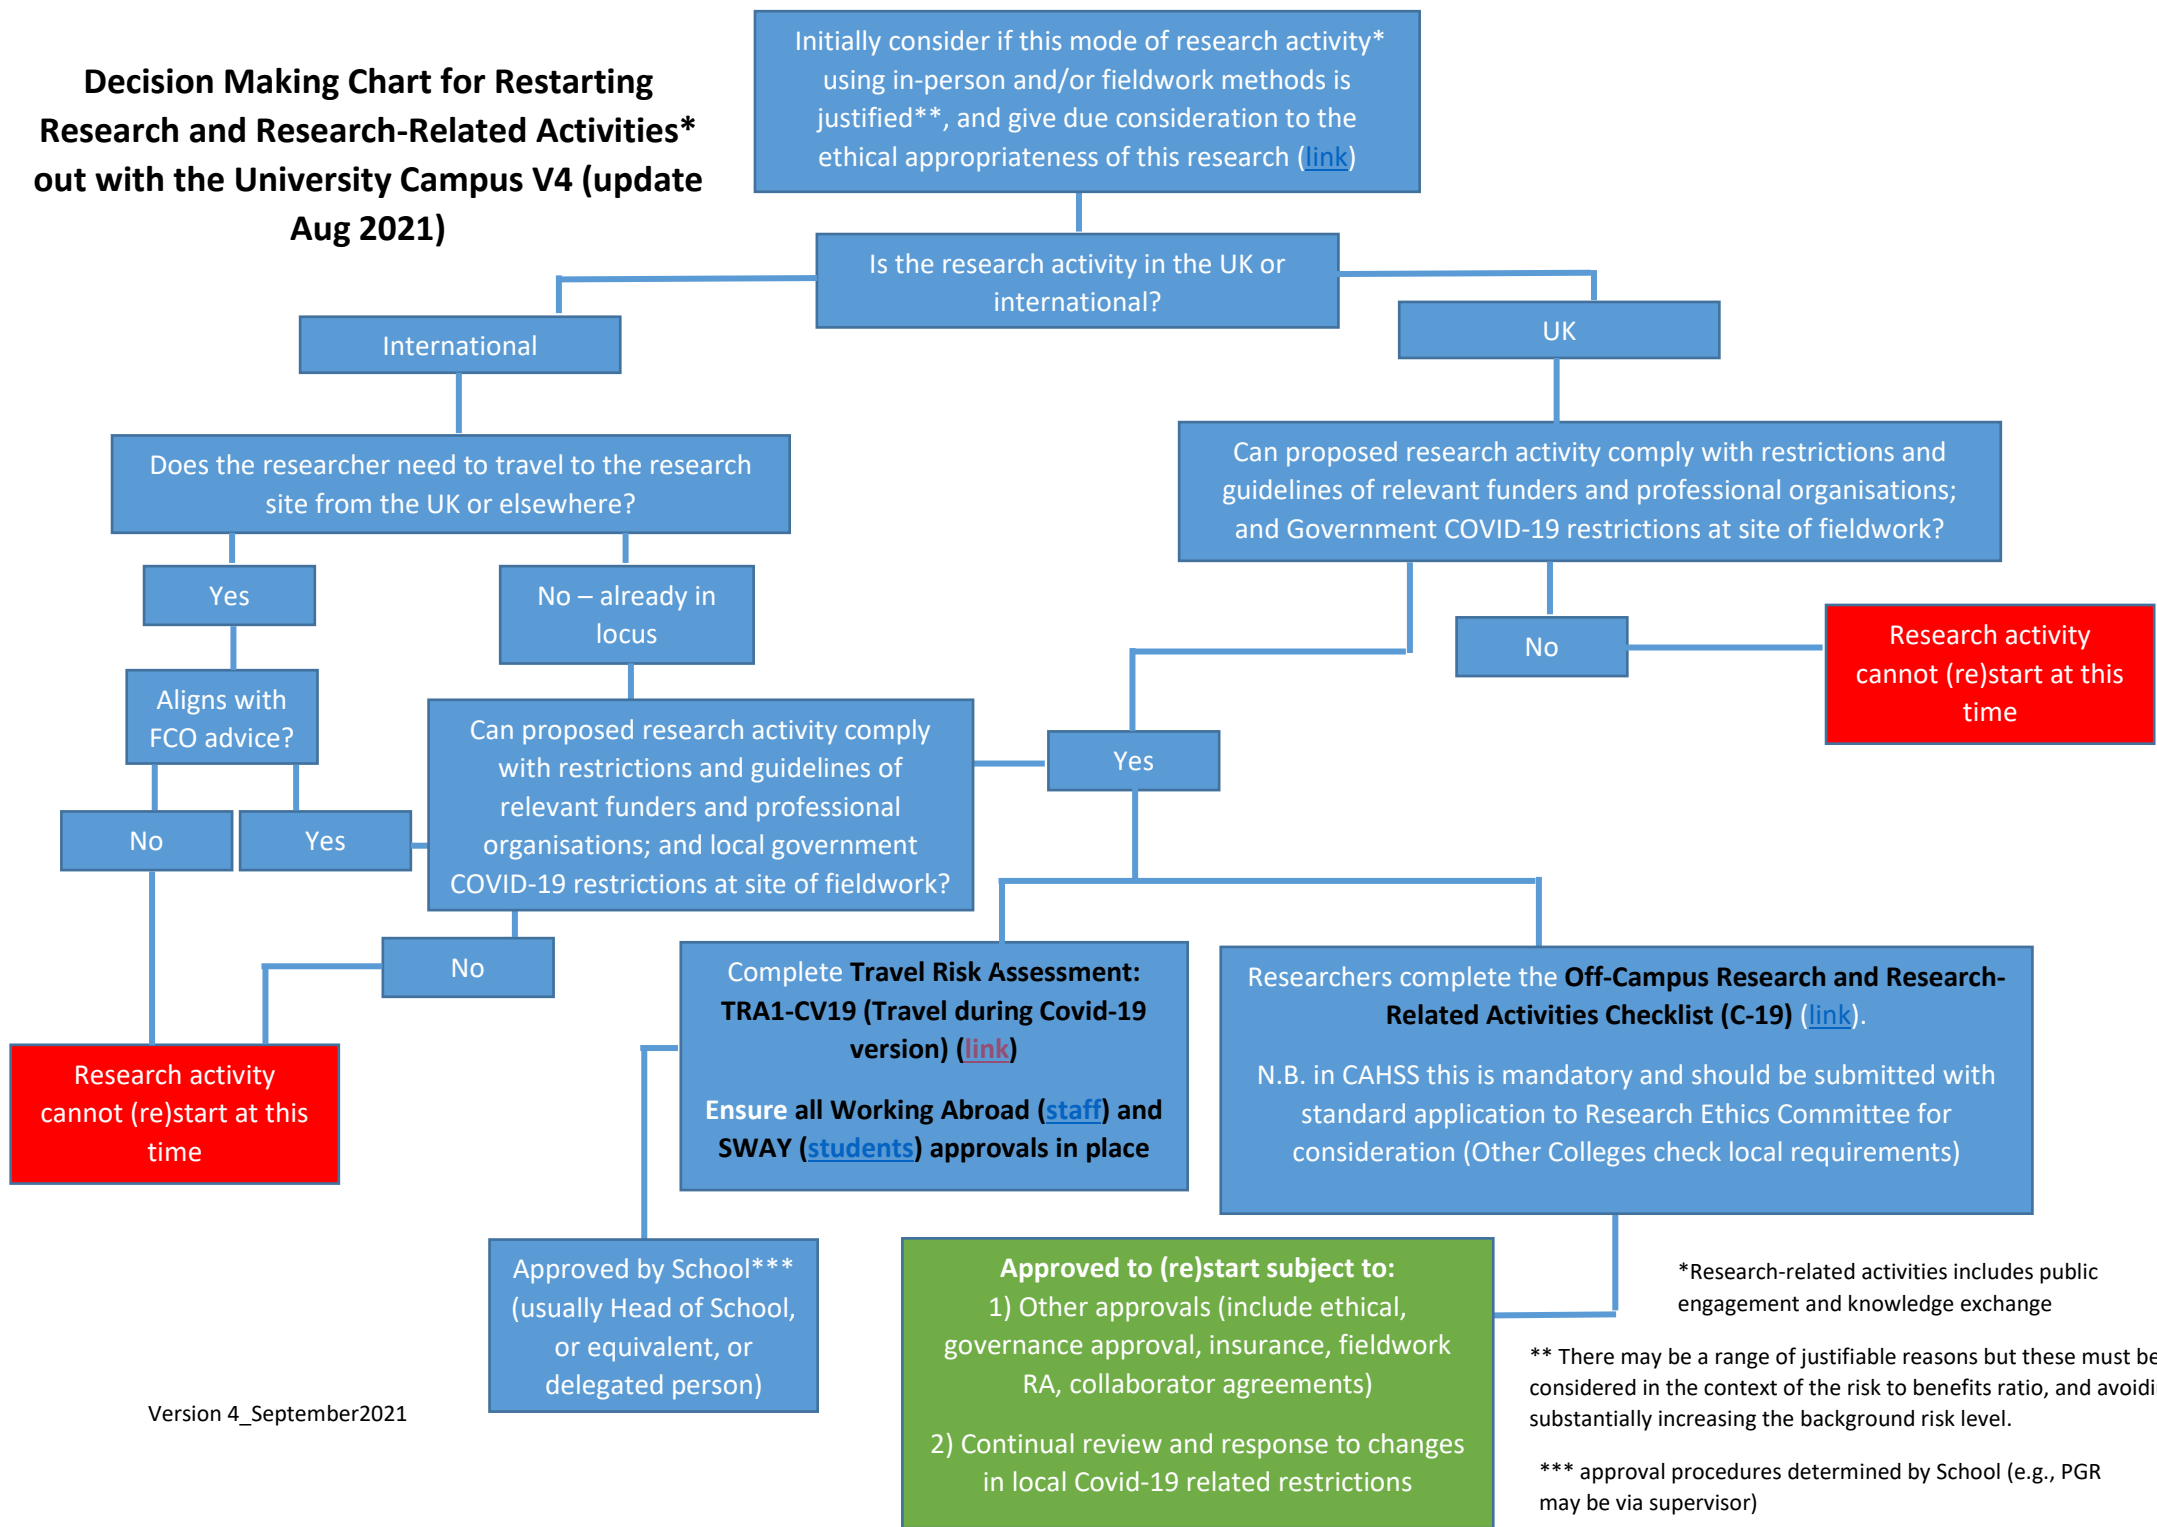 Decision Making Chart for Restarting
Research and Research-Related Activities*
out with the University Campus V4 (update
Aug 2021)
Initially consider if this mode of research activity*
using in-person and/or fieldwork methods is
justified**, and give due consideration to the
ethical appropriateness of this research (link)
Is the research activity in the UK or
international?
International
UK
Does the researcher need to travel to the research
site from the UK or elsewhere?
Can proposed research activity comply with restrictions and
guidelines of relevant funders and professional organisations;
and Government COVID-19 restrictions at site of fieldwork?
Yes
No – already in
locus
No
Research activity
cannot (re)start at this
time
Aligns with
FCO advice?
Can proposed research activity comply
with restrictions and guidelines of
relevant funders and professional
organisations; and local government
COVID-19 restrictions at site of fieldwork?
Yes
No
Yes
No
Research activity
cannot (re)start at this
time
Complete Travel Risk Assessment:
TRA1-CV19 (Travel during Covid-19
version) (link)
Ensure all Working Abroad (staff) and
SWAY (students) approvals in place
Researchers complete the Off-Campus Research and Research-
Related Activities Checklist (C-19) (link).
N.B. in CAHSS this is mandatory and should be submitted with
standard application to Research Ethics Committee for
consideration (Other Colleges check local requirements)
Approved by School***
(usually Head of School,
or equivalent, or
delegated person)
Approved to (re)start subject to:
1) Other approvals (include ethical,
governance approval, insurance, fieldwork
RA, collaborator agreements)
2) Continual review and response to changes
in local Covid-19 related restrictions
*Research-related activities includes public
engagement and knowledge exchange
** There may be a range of justifiable reasons but these must be
considered in the context of the risk to benefits ratio, and avoidi
substantially increasing the background risk level.
*** approval procedures determined by School (e.g., PGR
may be via supervisor)
Version 4_September2021